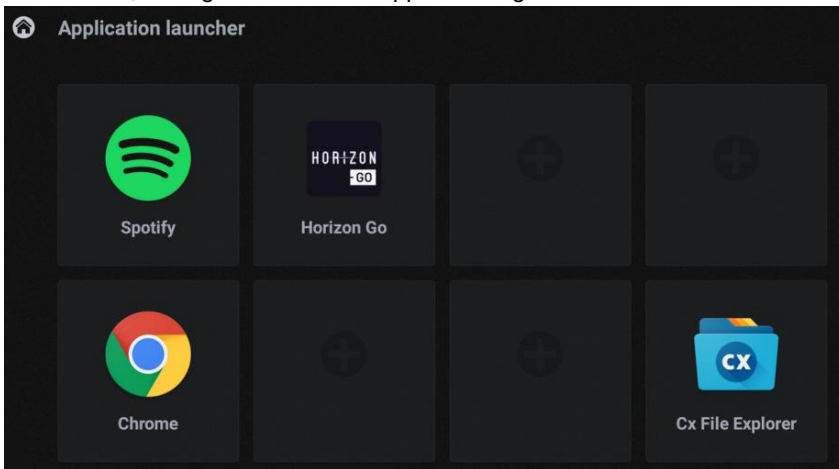 Application launcher
HORIZON
GO
Spotify
Horizon Go
CX
Chrome
Cx File Explorer